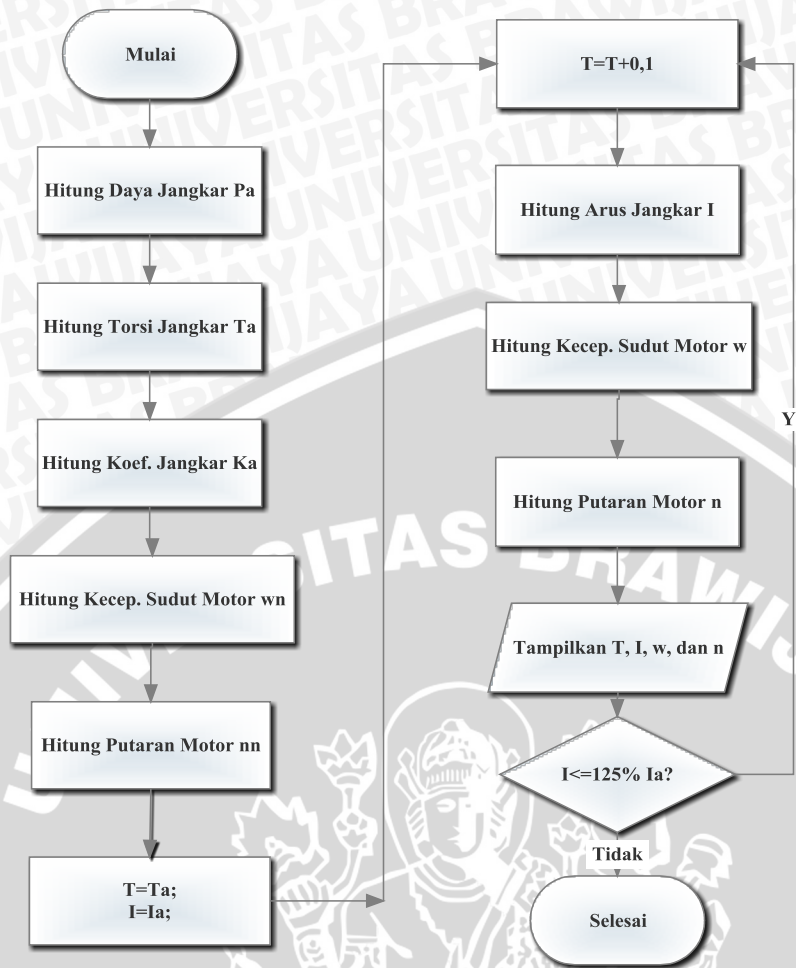 Mulai
Hitung Daya Jangkar Pa
Hitung Torsi Jangkar Ta
Hitung Koef. Jangkar Ka
Hitung Kecep. Sudut Motor wn
Hitung Putaran Motor nn
T=Ta;
I=Ia;
T=T+0,1
Hitung Arus Jangkar I
Hitung Kecep. Sudut Motor w
Hitung Putaran Motor n
Tampilkan T, I, w, dan n
I<=125% Ia?
Y
Tidak
Selesai